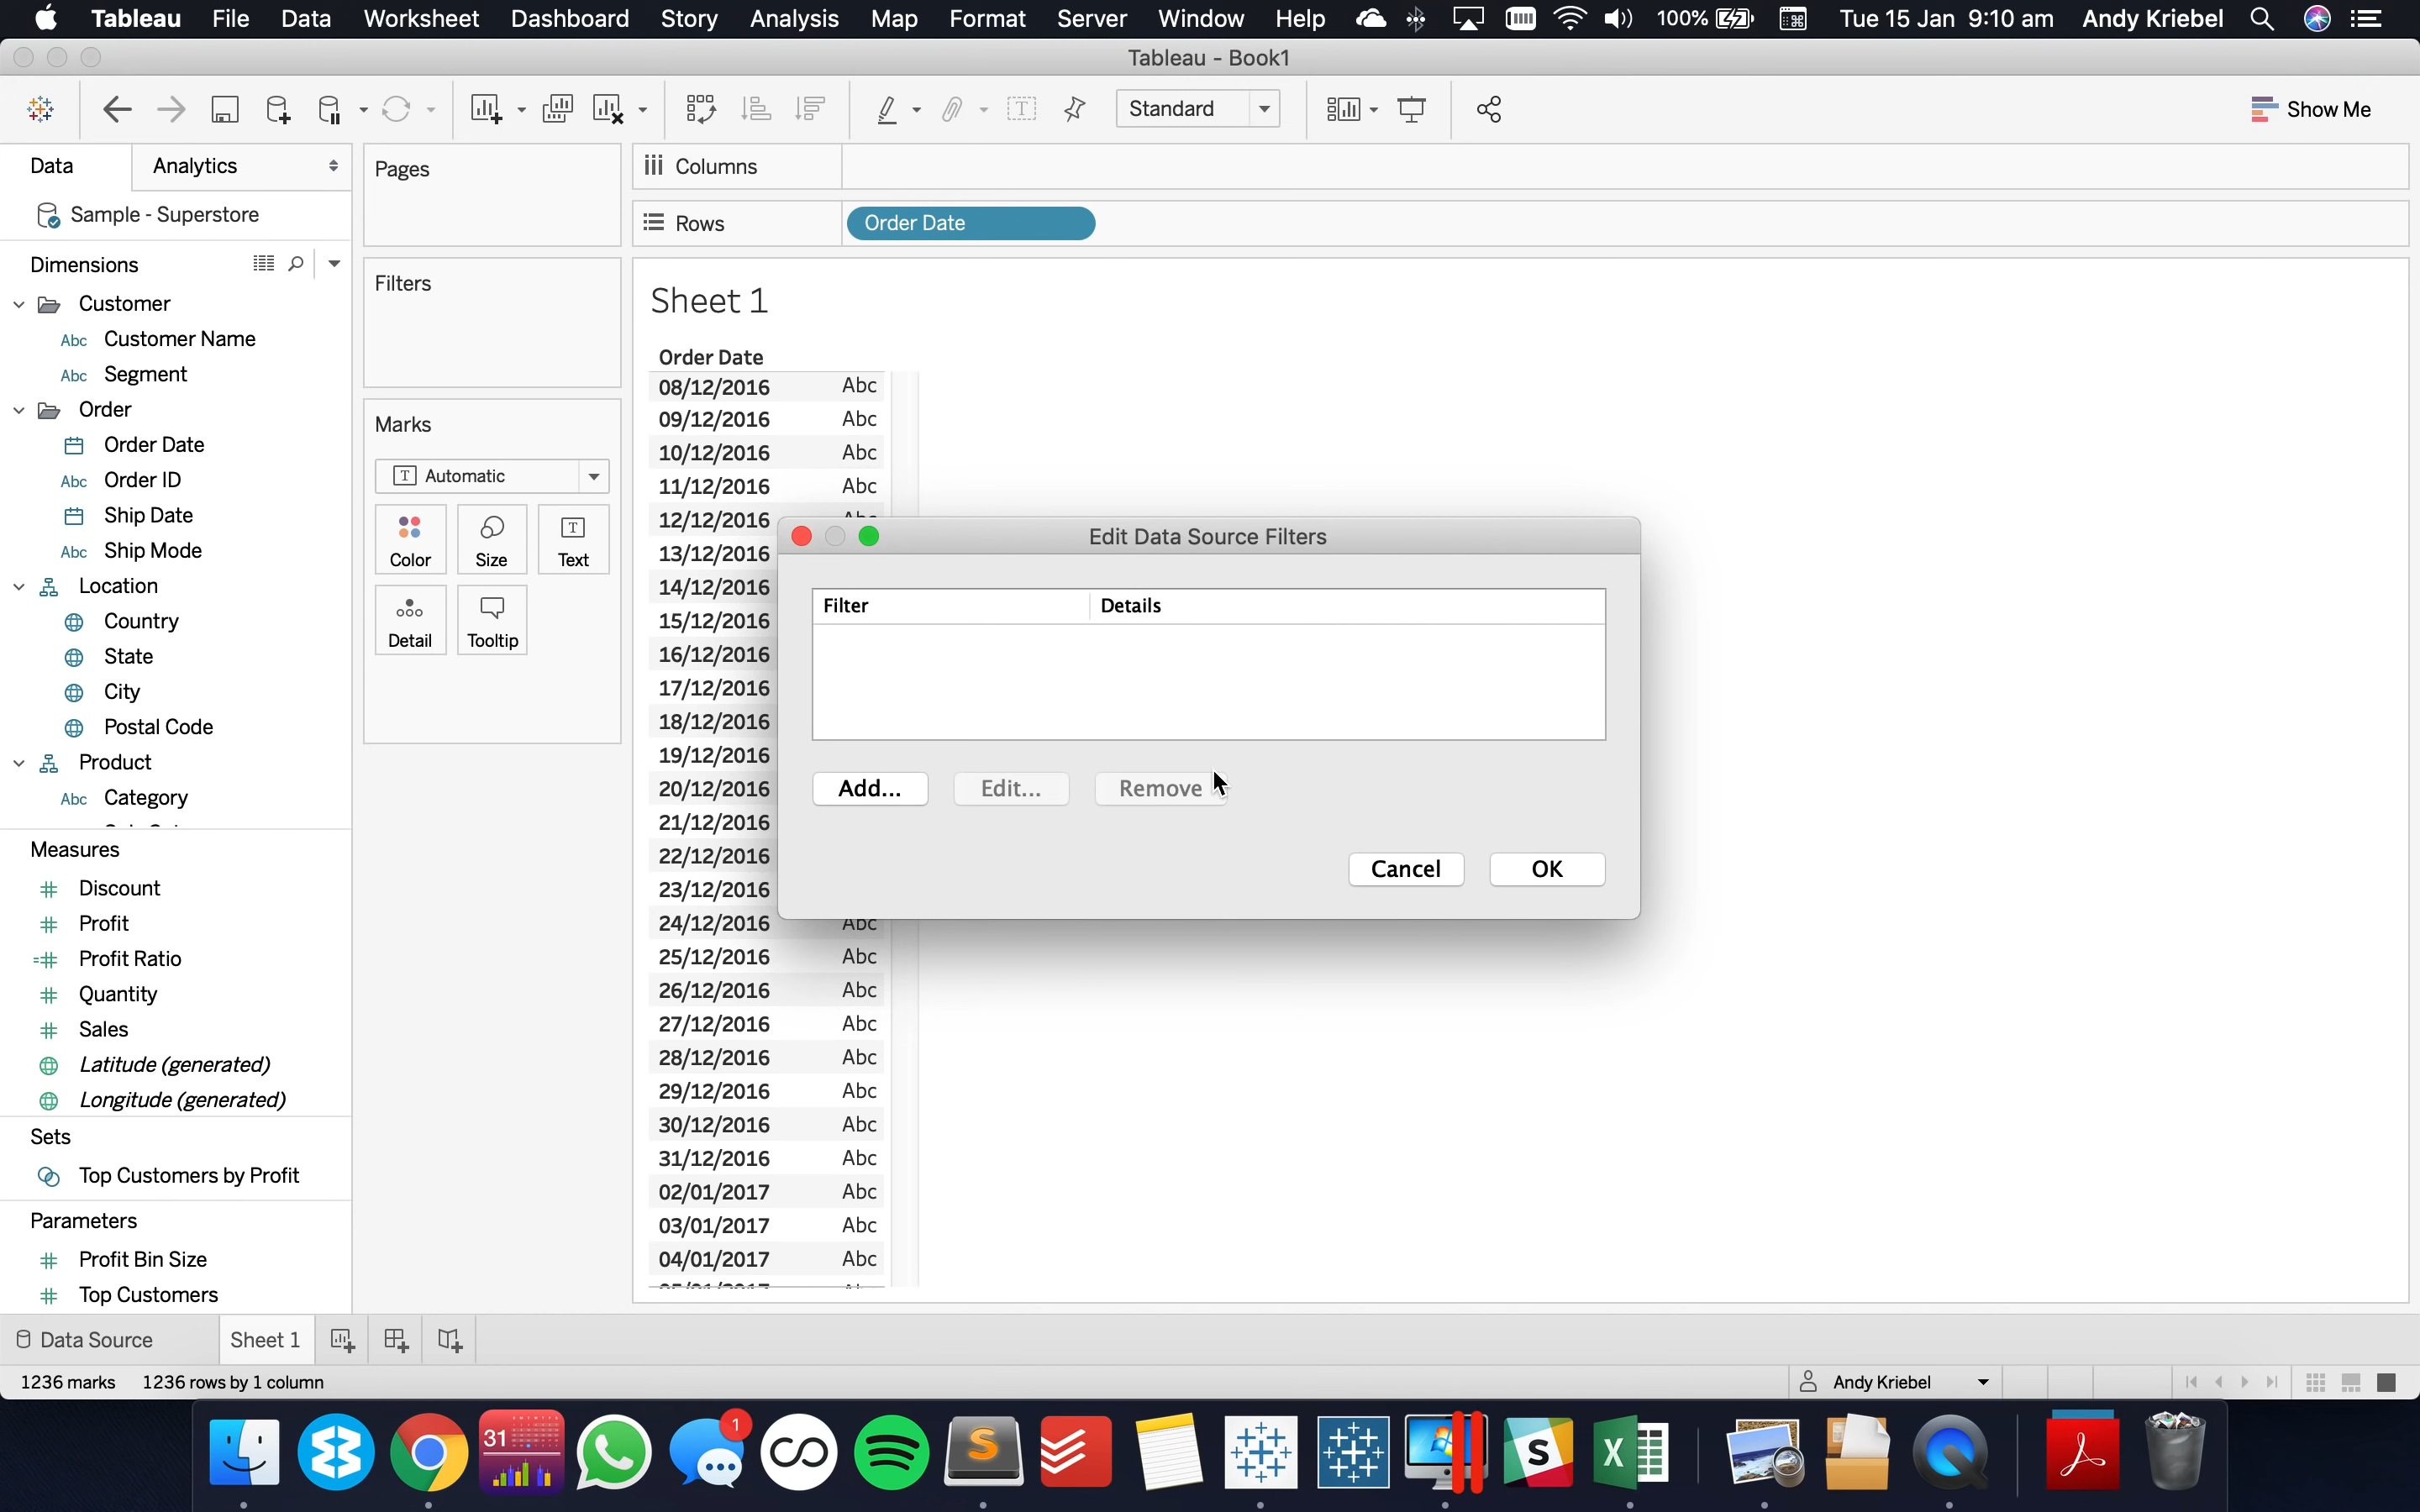 Tableau File Data Worksheet Dashboard Story Analysis Map Format Server Window Help 100% Tue 15 Jan 9:10 am Andy Kriebel
Tableau - Book1
Standard
Show Me
Data Analytics
Sample - Superstore
Dimensions
Customer
Abc Customer Name
Abc Segment
Order
Order Date
Abc Order ID
Ship Date
Abc Ship Mode
Location
Country
State
City
Postal Code
Product
Abc Category
Measures
Discount
Profit
Profit Ratio
Quantity
Sales
Latitude (generated)
Longitude (generated)
Sets
Top Customers by Profit
Parameters
Profit Bin Size
Top Customers
Pages
Filters
Marks
T Automatic
Color Size Text
Detail Tooltip
Columns
Rows Order Date
Sheet 1
Order Date
08/12/2016 Abc
09/12/2016 Abc
10/12/2016 Abc
11/12/2016 Abc
12/12/2016
13/12/2016
14/12/2016
15/12/2016
16/12/2016
17/12/2016
18/12/2016
19/12/2016
20/12/2016
21/12/2016
22/12/2016
23/12/2016
24/12/2016 Abc
25/12/2016 Abc
26/12/2016 Abc
27/12/2016 Abc
28/12/2016 Abc
29/12/2016 Abc
30/12/2016 Abc
31/12/2016 Abc
02/01/2017 Abc
03/01/2017 Abc
04/01/2017 Abc
Edit Data Source Filters
Filter Details
Add... Edit... Remove
Cancel OK
Data Source Sheet 1
1236 marks 1236 rows by 1 column
Andy Kriebel
31
1
S
S
X